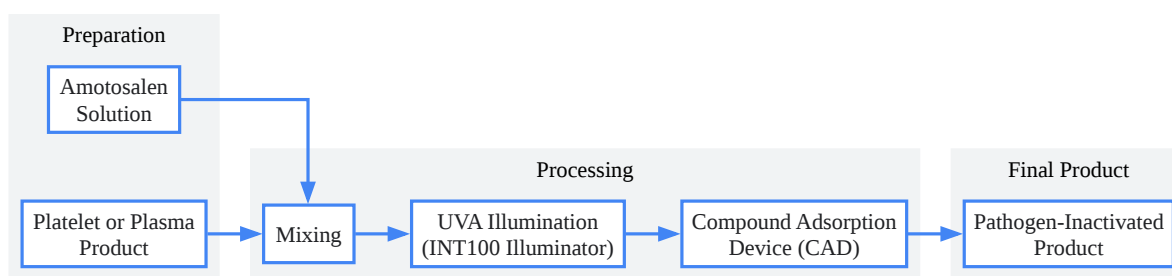 Preparation
Amotosalen
Solution
Platelet or Plasma
Product
Processing
Mixing
UVA Illumination
(INT100 Illuminator)
Compound Adsorption
Device (CAD)
Final Product
Pathogen-Inactivated
Product